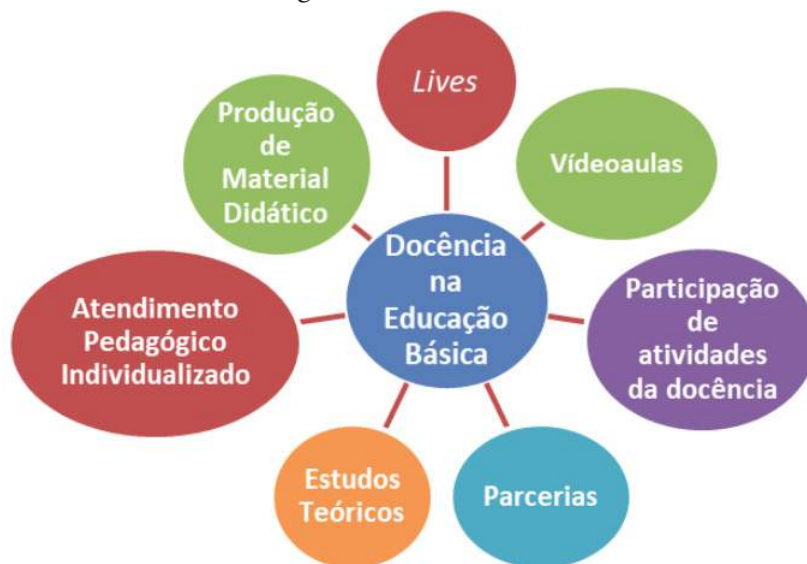 Lives
Produção
de
Material
Didático
Vídeoaulas
Docência
na
Educação
Básica
Participação
de
atividades
da docência
Atendimento
Pedagógico
Individualizado
Estudos
Teóricos
Parcerias